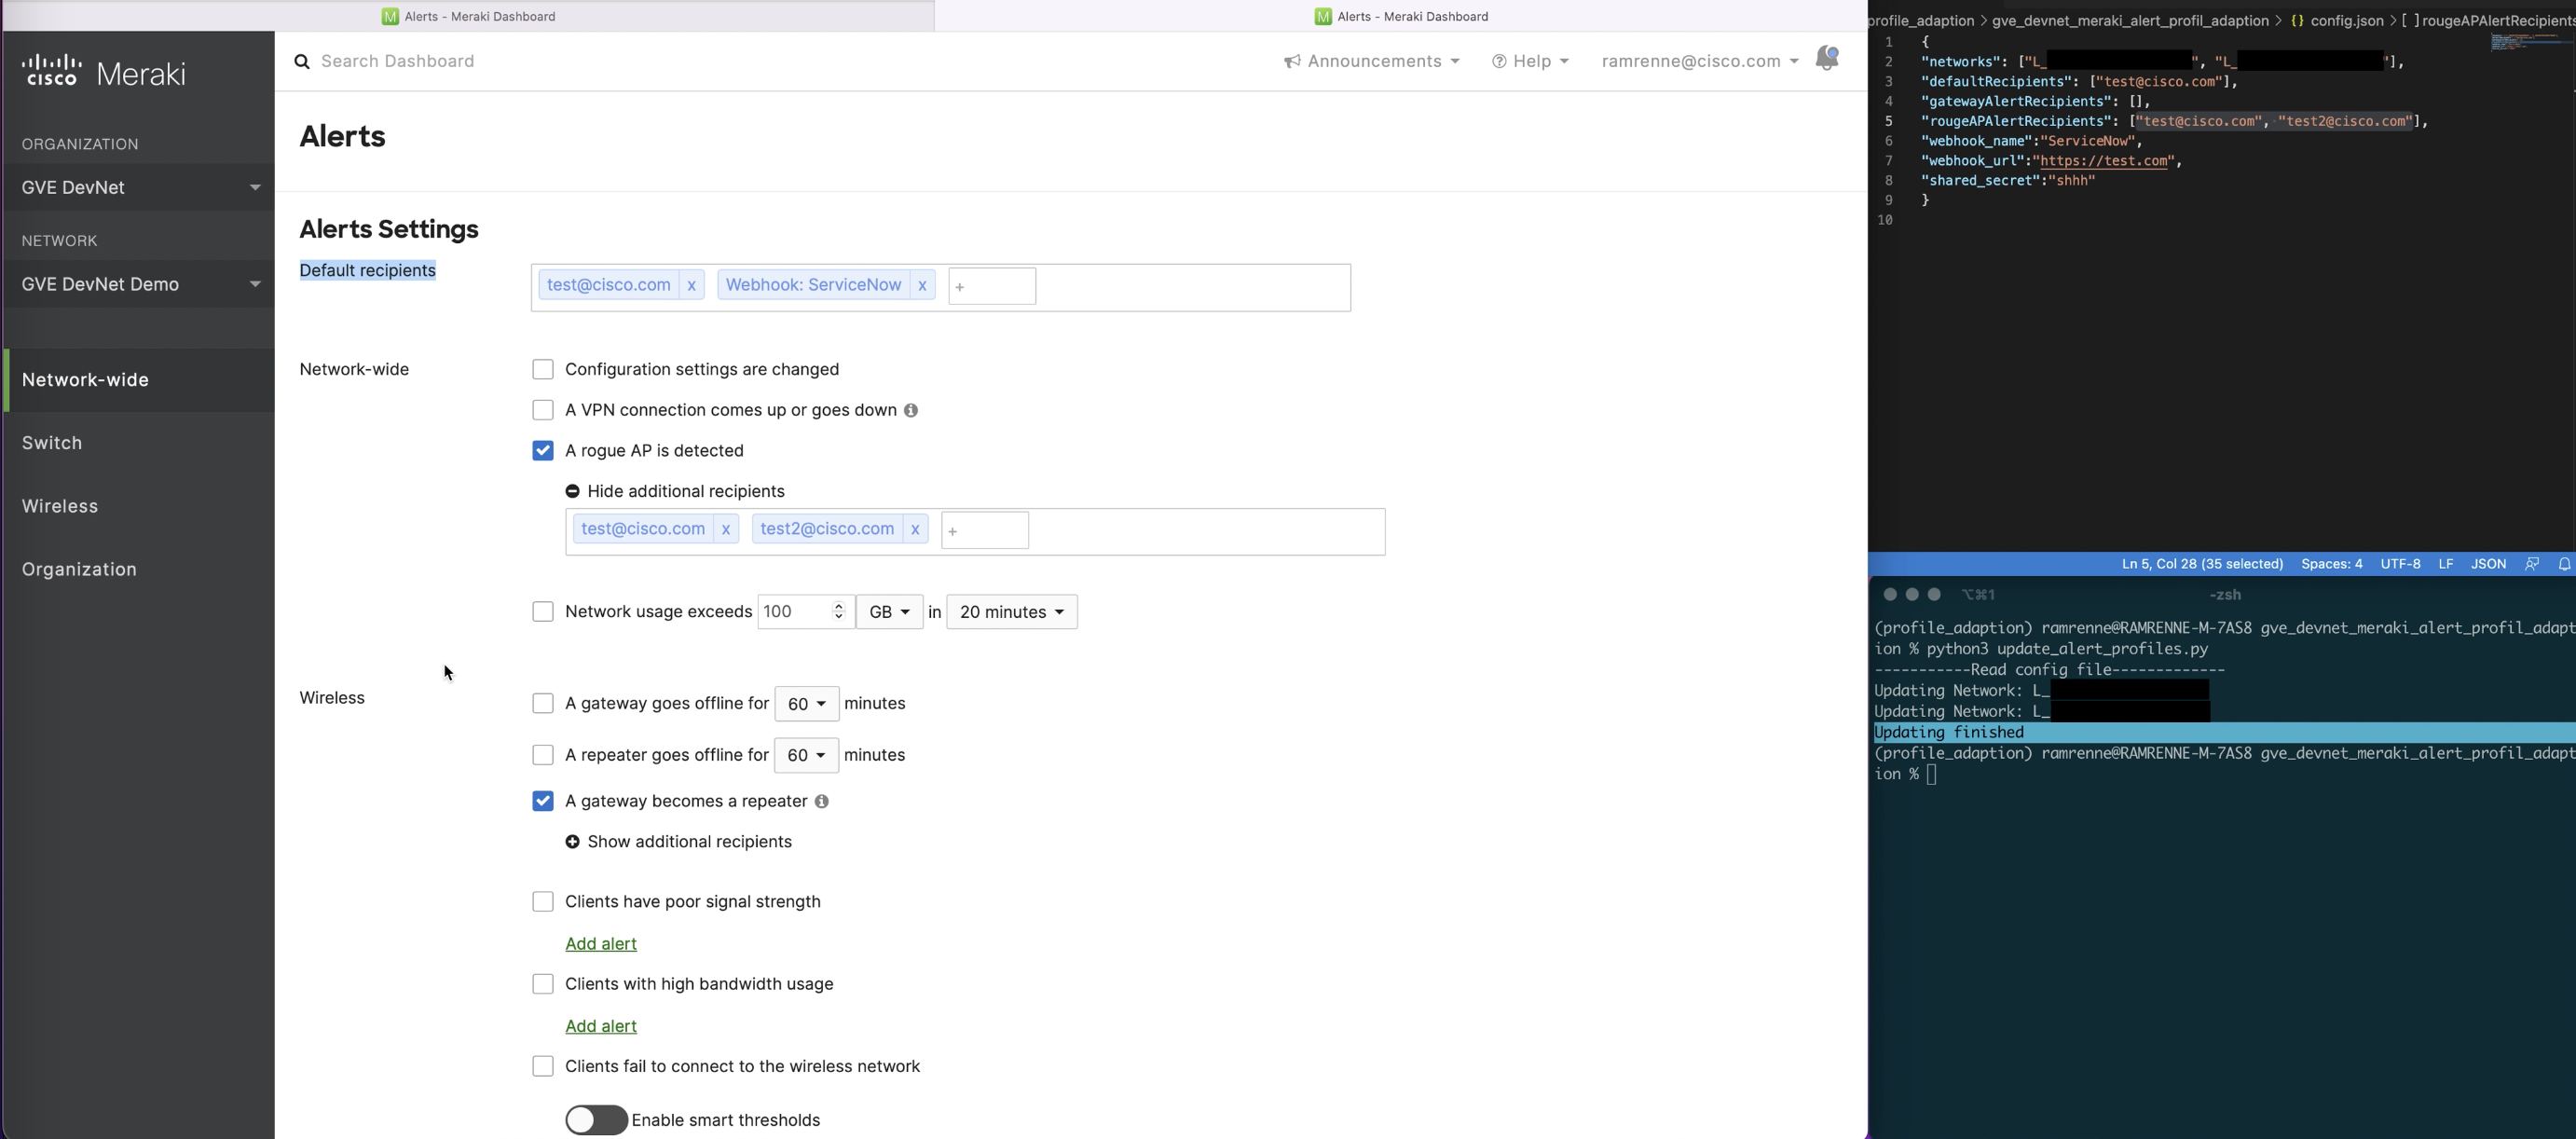 Alerts - Meraki Dashboard
Alerts - Meraki Dashboard
CISCO Meraki
ORGANIZATION
GVE DevNet
NETWORK
GVE DevNet Demo
Network-wide
Switch
Wireless
Organization
Search Dashboard
Announcements
Help
ramrenne@cisco.com
Alerts
Alerts Settings
Default recipients
test@cisco.com x Webhook: ServiceNow x +
Network-wide
Configuration settings are changed
A VPN connection comes up or goes down
A rogue AP is detected
Hide additional recipients
test@cisco.com x test2@cisco.com x +
Network usage exceeds 100 GB in 20 minutes
Wireless
A gateway goes offline for 60 minutes
A repeater goes offline for 60 minutes
A gateway becomes a repeater
Show additional recipients
Clients have poor signal strength
Add alert
Clients with high bandwidth usage
Add alert
Clients fail to connect to the wireless network
Enable smart thresholds
profile_adaption > gve_devnet_meraki_alert_profil_adaption > {} config.json > [ ] rougeAPAlertRecipients
1 {
2 "networks": ["L_ ", "L_ "],
3 "defaultRecipients": ["test@cisco.com"],
4 "gatewayAlertRecipients": [],
5 "rougeAPAlertRecipients": ["test@cisco.com", "test2@cisco.com"],
6 "webhook_name":"ServiceNow",
7 "webhook_url":"https://test.com",
8 "shared_secret":"shhh"
9 }
10
Ln 5, Col 28 (35 selected) Spaces: 4 UTF-8 LF JSON
⌥⌘1 -zsh
(profile_adaption) ramrenne@RAMRENNE-M-7AS8 gve_devnet_meraki_alert_profil_adapt
ion % python3 update_alert_profiles.py
-----------Read config file-------------
Updating Network: L_
Updating Network: L_
Updating finished
(profile_adaption) ramrenne@RAMRENNE-M-7AS8 gve_devnet_meraki_alert_profil_adapt
ion %